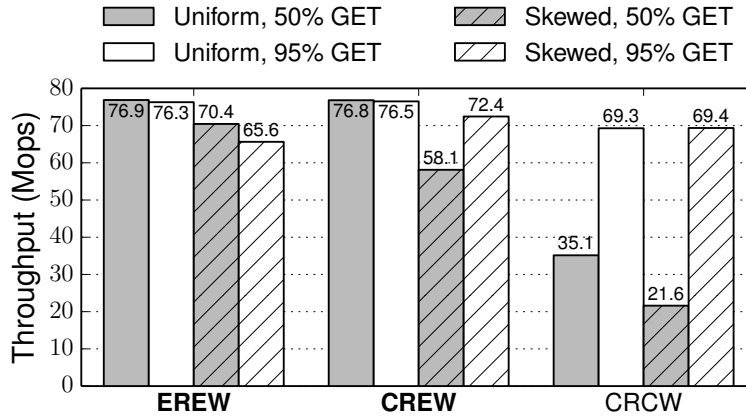 Uniform, 50% GET Skewed, 50% GET
Uniform, 95% GET Skewed, 95% GET
Throughput (Mops)
80
70
60
50
40
30
20
10
0
76.9 76.3 70.4 65.6
76.8 76.5 58.1 72.4
35.1 69.3 21.6 69.4
EREW CREW CRCW